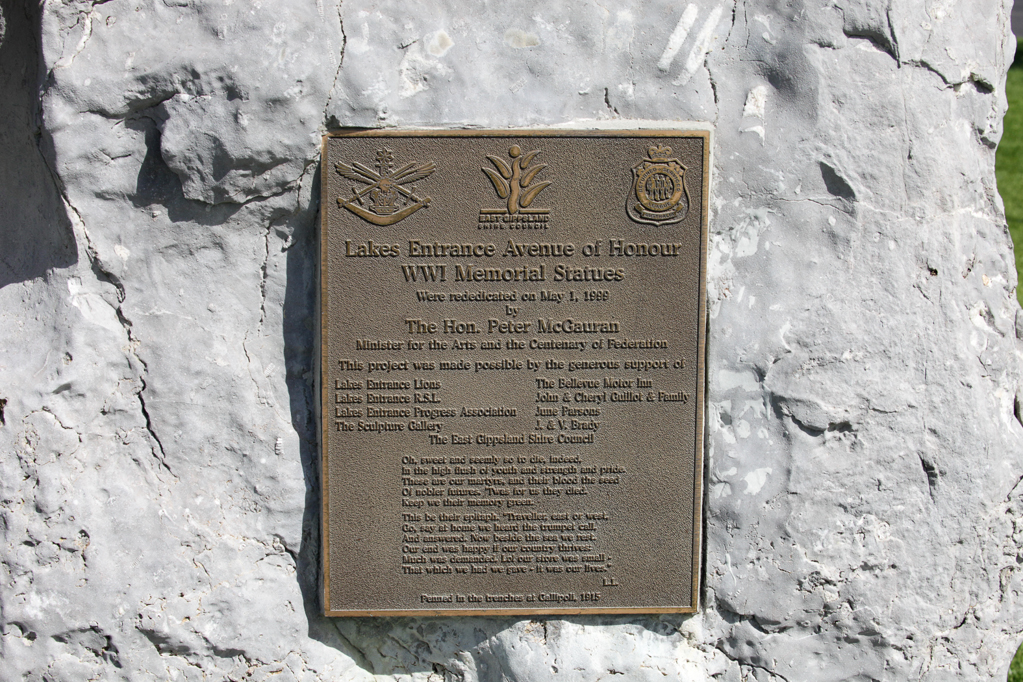 EAST GIPPSLAND
SHIRE COUNCIL
Lakes Entrance Avenue of Honour
WWI Memorial Statues
Were rededicated on May 1, 1999
by
The Hon. Peter McGauran
Minister for the Arts and the Centenary of Federation
This project was made possible by the generous support of
Lakes Entrance Lions
Lakes Entrance R.S.L.
Lakes Entrance Progress Association
The Sculpture Gallery
The Bellevue Motor Inn
John & Cheryl Guillot & Family
June Parsons
J. & V. Brady
The East Gippsland Shire Council
Oh, sweet and seemly so to die, indeed,
In the high flush of youth and strength and pride.
These are our martyrs, and their blood the seed
Of nobler futures. 'Twas for us they died.
Keep we their memory green.
This be their epitaph. "Traveller, east or west,
Go, say at home we heard the trumpet call,
And answered. Now beside the sea we rest.
Our end was happy if our country thrives:
Much was demanded. Lo! our store was small -
That which we had we gave - it was our lives."
L.L.
Penned in the trenches at Gallipoli, 1915